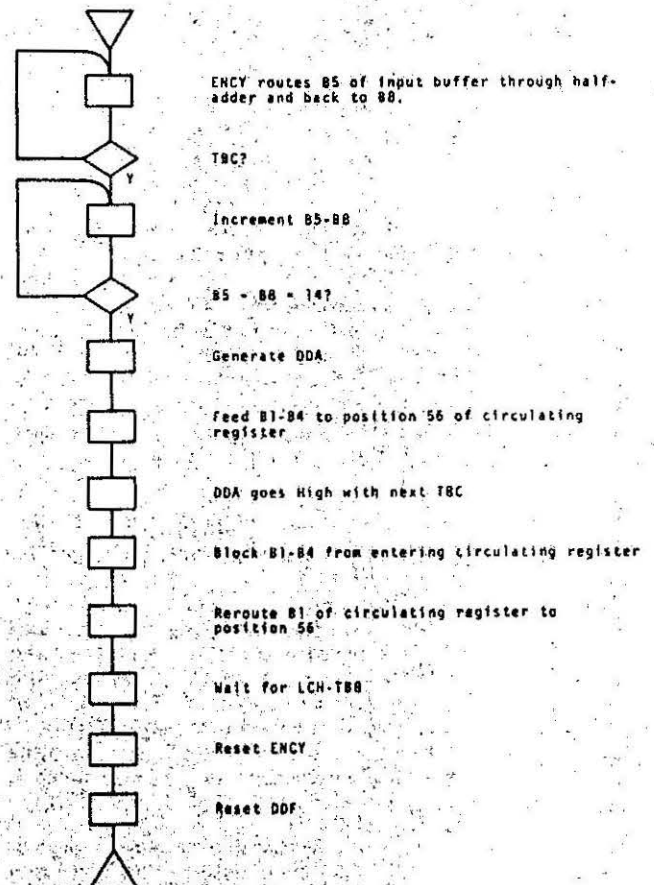 ENCY routes B5 of input buffer through half-
adder and back to B8.
TBC?
Y
Increment B5-B8
B5 - B8 = 14?
Y
Generate DDA
Feed B1-B4 to position 56 of circulating
register
DDA goes High with next TBC
Block B1-B4 from entering circulating register
Reroute B1 of circulating register to
position 56
Wait for LCH-TB8
Reset ENCY
Reset DDF